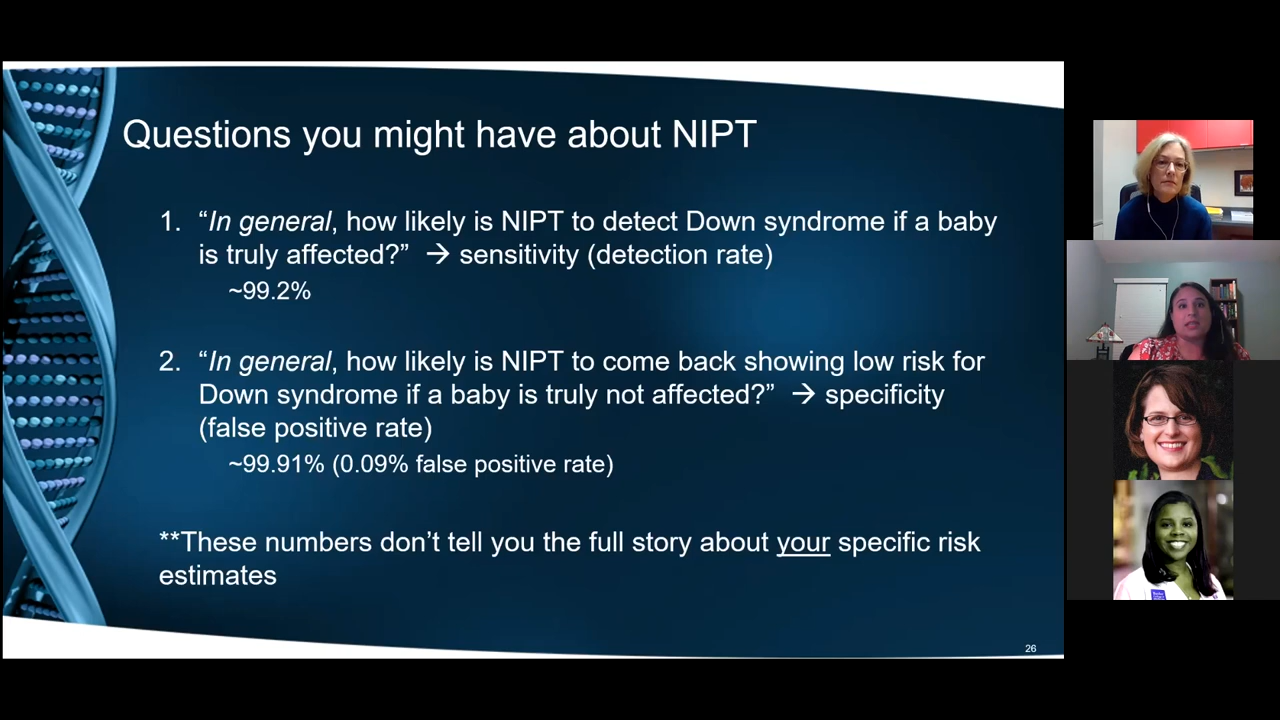 Questions you might have about NIPT
1. “In general, how likely is NIPT to detect Down syndrome if a baby
is truly affected?” → sensitivity (detection rate)
~99.2%
2. “In general, how likely is NIPT to come back showing low risk for
Down syndrome if a baby is truly not affected?” → specificity
(false positive rate)
~99.91% (0.09% false positive rate)
**These numbers don’t tell you the full story about your specific risk
estimates
26